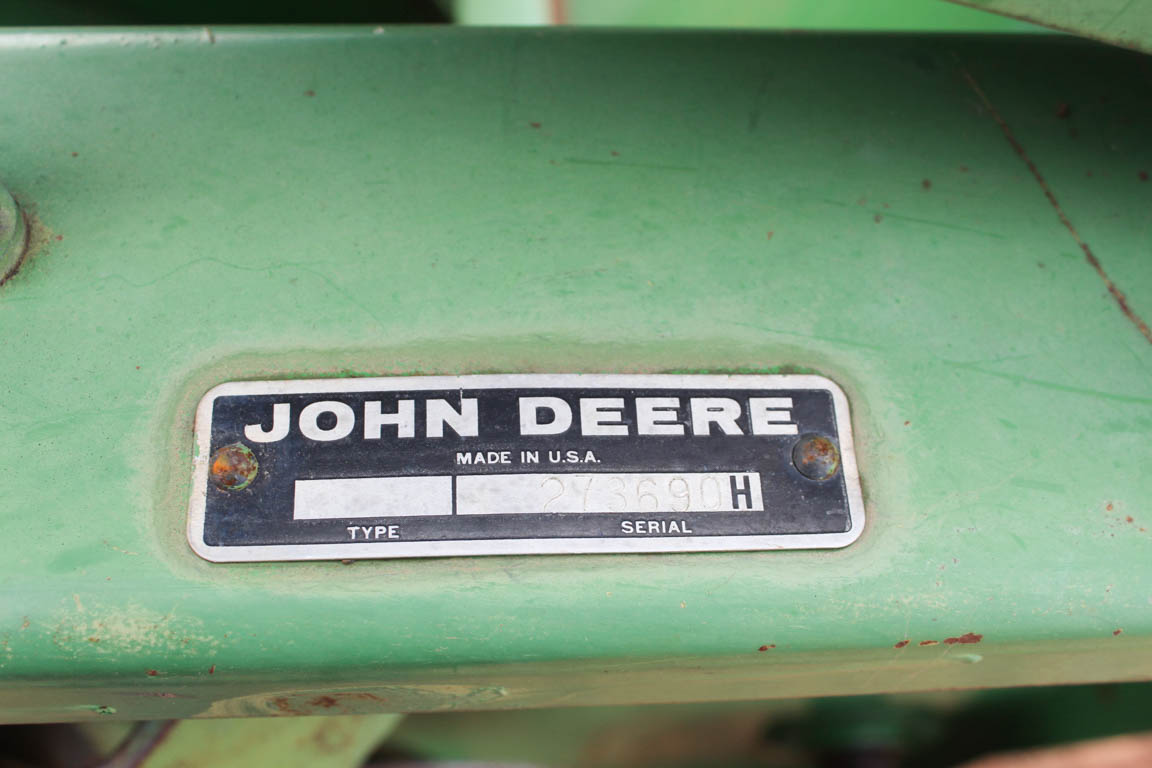 JOHN DEERE
MADE IN U.S.A.
273690H
TYPE SERIAL